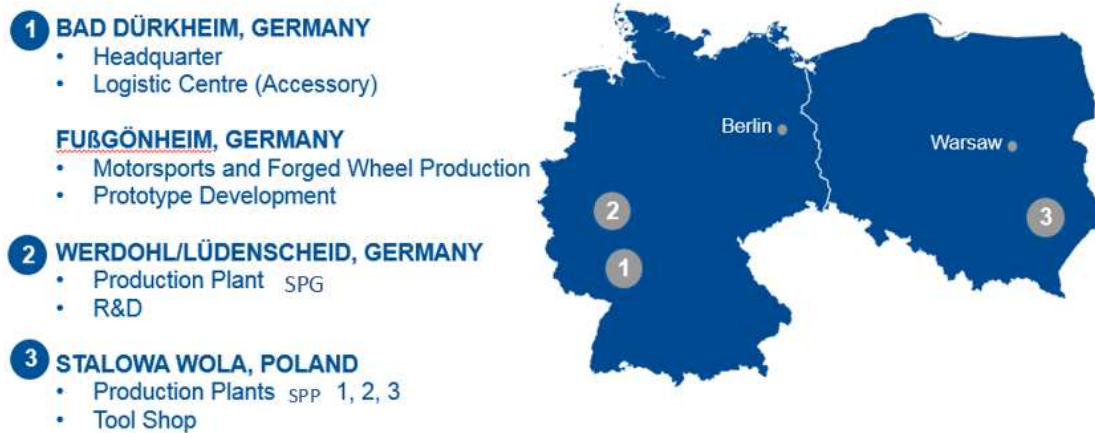 1 BAD DÜRKHEIM, GERMANY
• Headquarter
• Logistic Centre (Accessory)
FUßGÖNHEIM, GERMANY
• Motorsports and Forged Wheel Production
• Prototype Development
2 WERDOHL/LÜDENSCHEID, GERMANY
• Production Plant SPG
• R&D
3 STALOWA WOLA, POLAND
• Production Plants SPP 1, 2, 3
• Tool Shop
Berlin
Warsaw
2
3
1